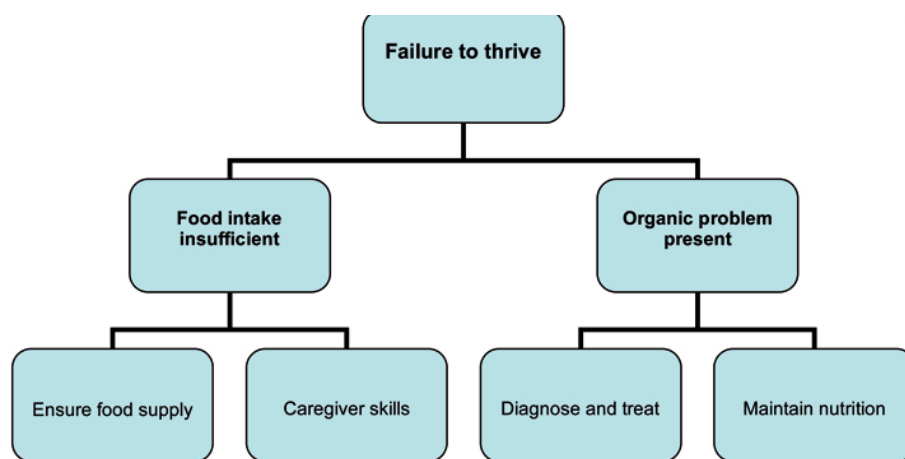 Failure to thrive
Food intake
insufficient
Organic problem
present
Ensure food supply
Caregiver skills
Diagnose and treat
Maintain nutrition